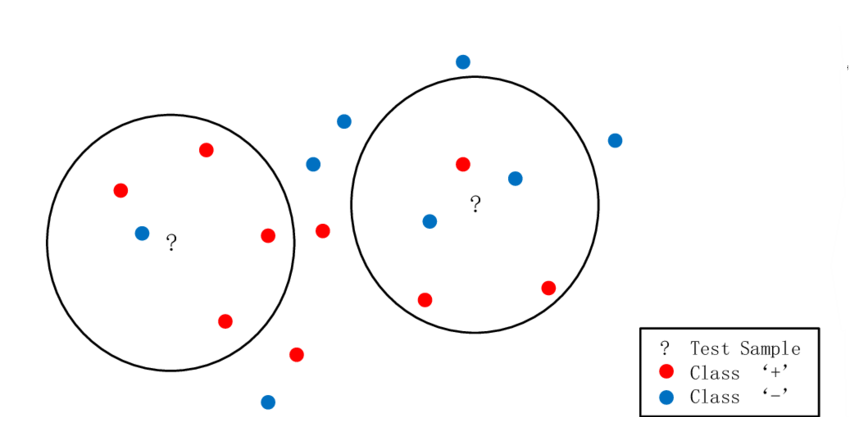 ?
?
? Test Sample
Class ‘+’
Class ‘-’